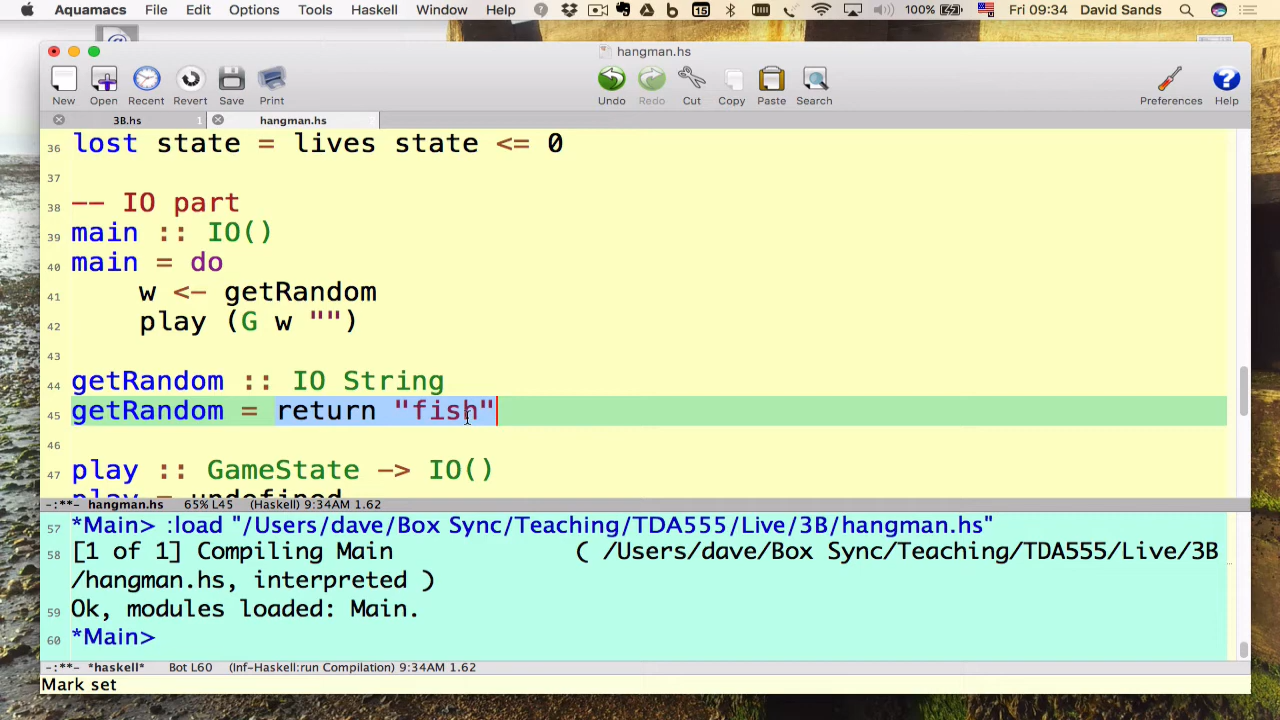 Aquamacs File Edit Options Tools Haskell Window Help 15 100% Fri 09:34 David Sands
hangman.hs
New Open Recent Revert Save Print Undo Redo Cut Copy Paste Search Preferences Help
3B.hs 1 hangman.hs
36 lost state = lives state <= 0
37
38 -- IO part
39 main :: IO()
40 main = do
41 w <- getRandom
42 play (G w "")
43
44 getRandom :: IO String
45 getRandom = return "fish"
46
47 play :: GameState -> IO()
play = undefined
-:**- hangman.hs 65% L45 (Haskell) 9:34AM 1.62
57 *Main> :load "/Users/dave/Box Sync/Teaching/TDA555/Live/3B/hangman.hs"
58 [1 of 1] Compiling Main ( /Users/dave/Box Sync/Teaching/TDA555/Live/3B
/hangman.hs, interpreted )
59 Ok, modules loaded: Main.
60 *Main>
-:**- *haskell* Bot L60 (Inf-Haskell:run Compilation) 9:34AM 1.62
Mark set